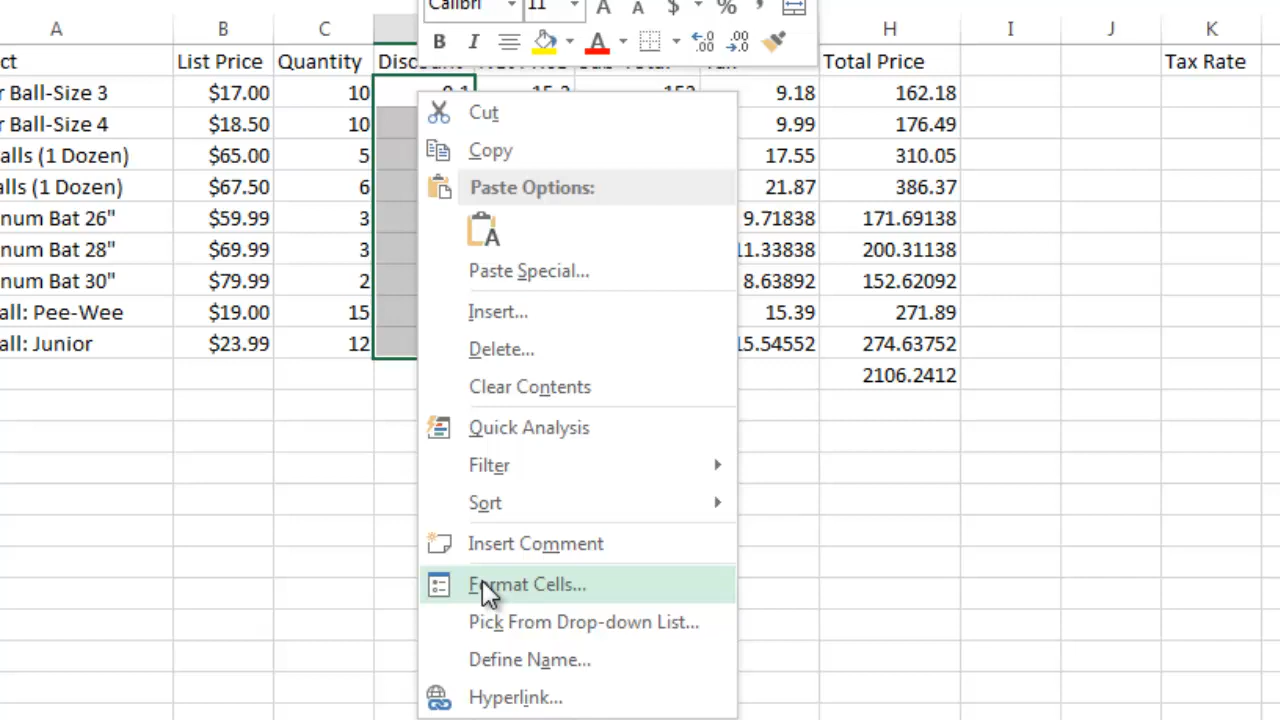 Calibri 11 A A $ % ,
B I A
A B C H I J K
ct List Price Quantity Discount Total Price Tax Rate
r Ball-Size 3 $17.00 10 9.18 162.18
r Ball-Size 4 $18.50 10 9.99 176.49
alls (1 Dozen) $65.00 5 17.55 310.05
alls (1 Dozen) $67.50 6 21.87 386.37
num Bat 26" $59.99 3 9.71838 171.69138
num Bat 28" $69.99 3 11.33838 200.31138
num Bat 30" $79.99 2 8.63892 152.62092
all: Pee-Wee $19.00 15 15.39 271.89
all: Junior $23.99 12 15.54552 274.63752
2106.2412
Cut
Copy
Paste Options:
A
Paste Special...
Insert...
Delete...
Clear Contents
Quick Analysis
Filter
Sort
Insert Comment
Format Cells...
Pick From Drop-down List...
Define Name...
Hyperlink...